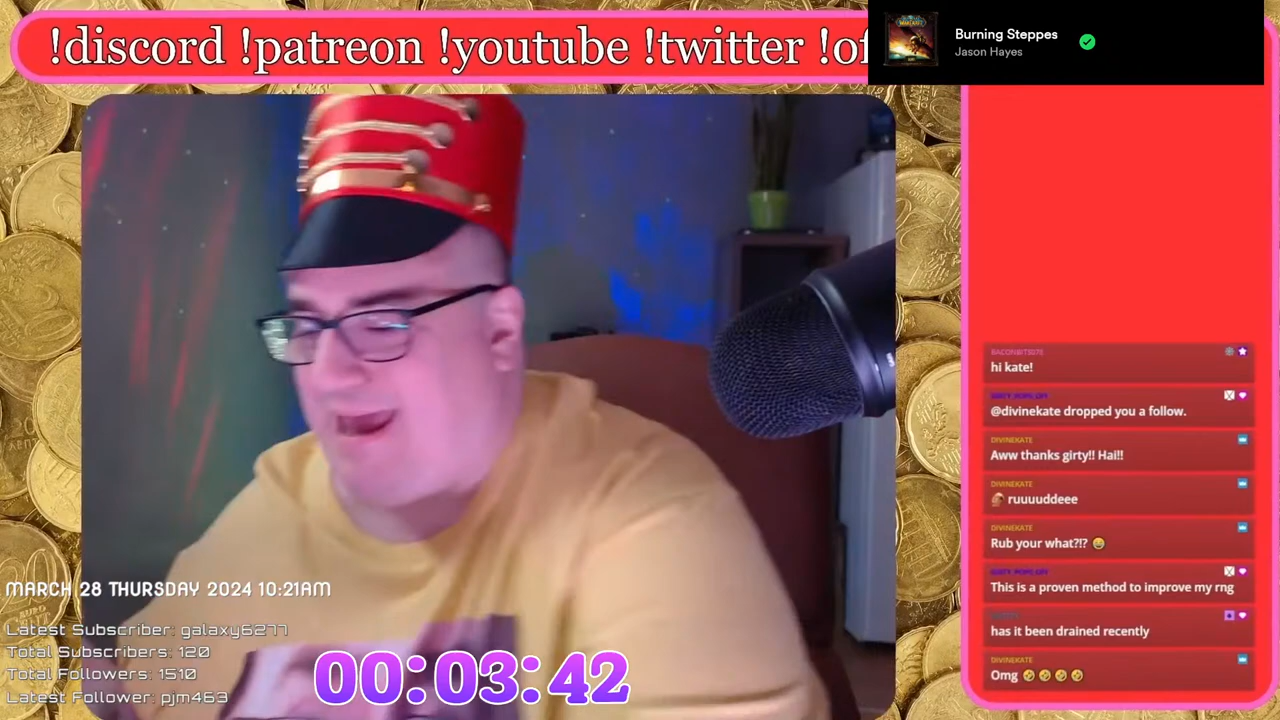 !discord !patreon !youtube !twitter !of
Burning Steppes
Jason Hayes
BACONBITIOTE
hi kate!
@divinekate dropped you a follow.
DIVINEKATE
Aww thanks girty!! Hai!!
DIVINEKATE
ruuuuddeee
DIVINEKATE
Rub your what?!? 😄
This is a proven method to improve my rng
has it been drained recently
DIVINEKATE
Omg 🤣 🤣 🤣 🤣
MARCH 28 THURSDAY 2024 10:21AM
Latest Subscriber: galaxy6277
Total Subscribers: 120
Total Followers: 1510
Latest Follower: pjm463
00:03:42